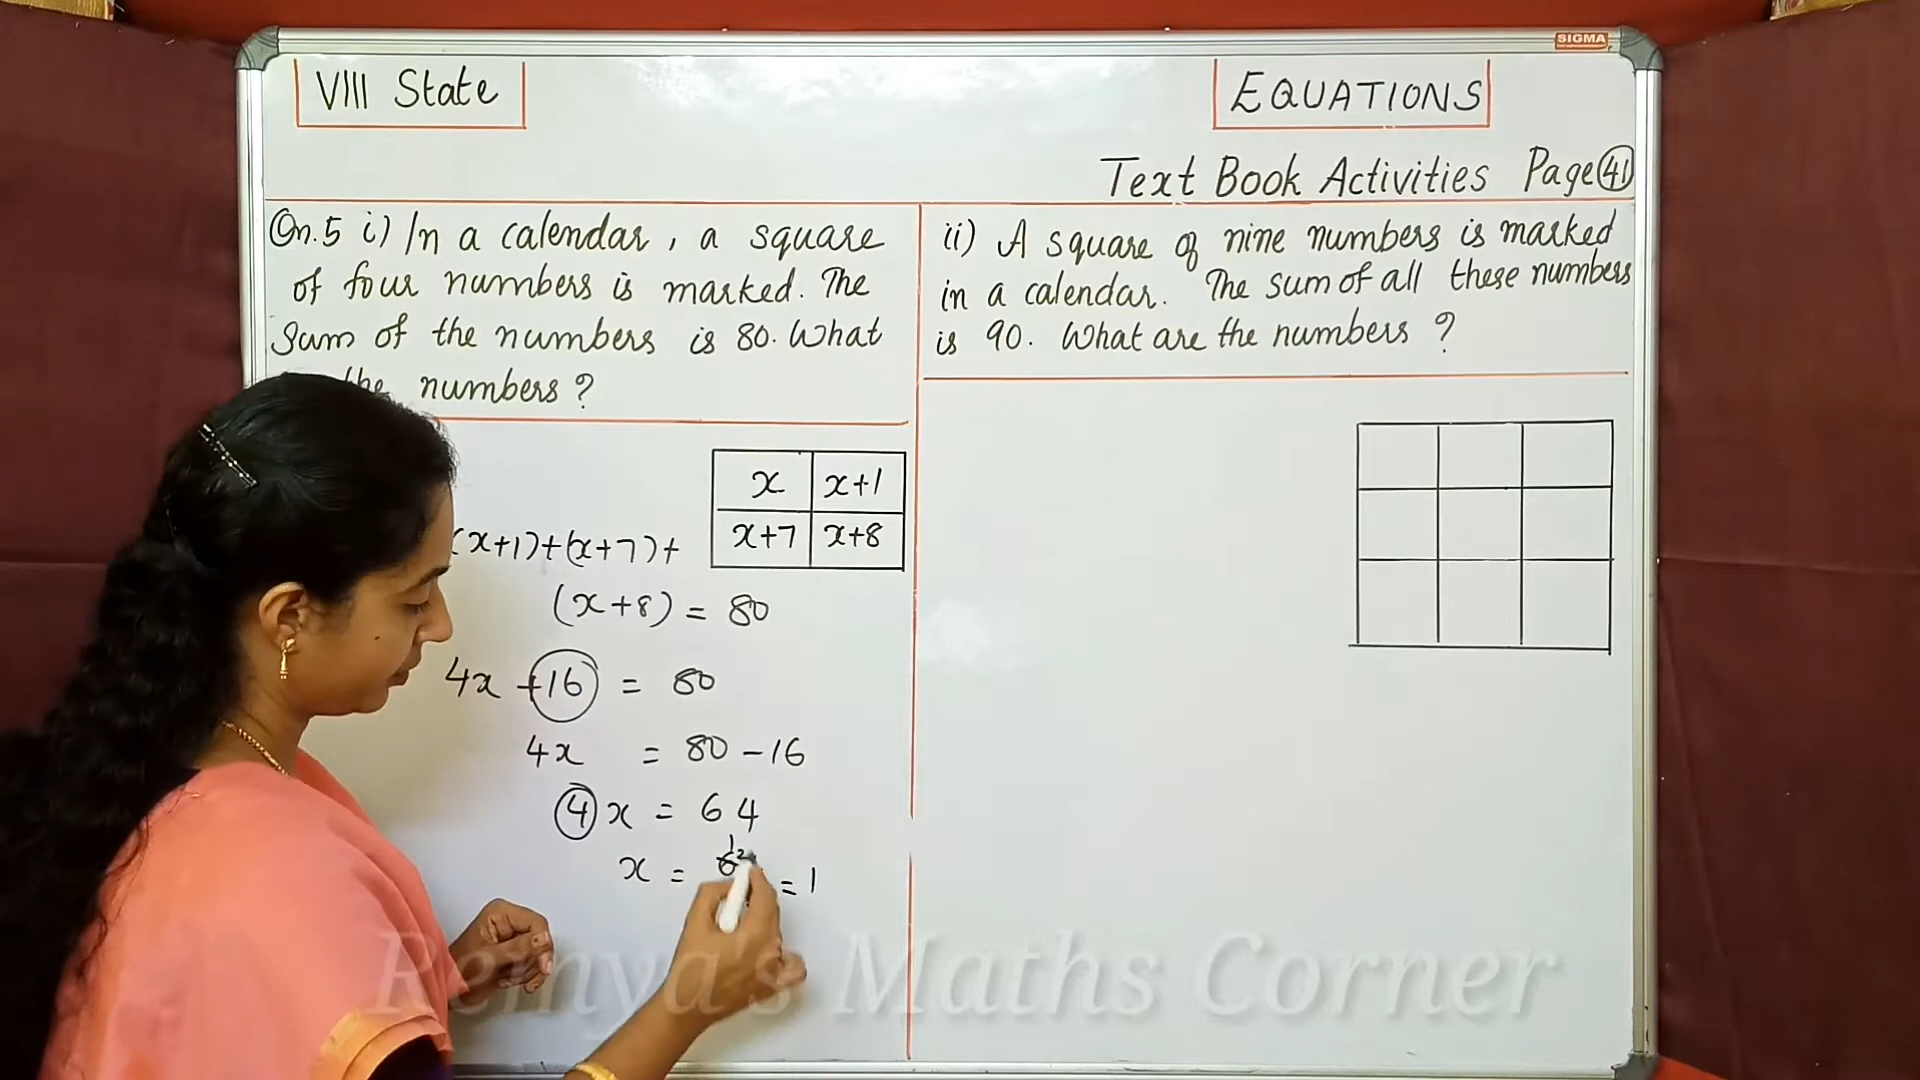 SIGMA
VIII State
EQUATIONS
Text Book Activities Page 41
Qn.5 i) In a calendar, a square
of four numbers is marked. The
Sum of the numbers is 80. What
the numbers?
ii) A square of nine numbers is marked
in a calendar. The sum of all these numbers
is 90. What are the numbers?
x x+1
x+7 x+8
(x+1)+(x+7)+
(x+8) = 80
4x +16 = 80
4x = 80 - 16
4 x = 64
x = = 1
Remya's Maths Corner